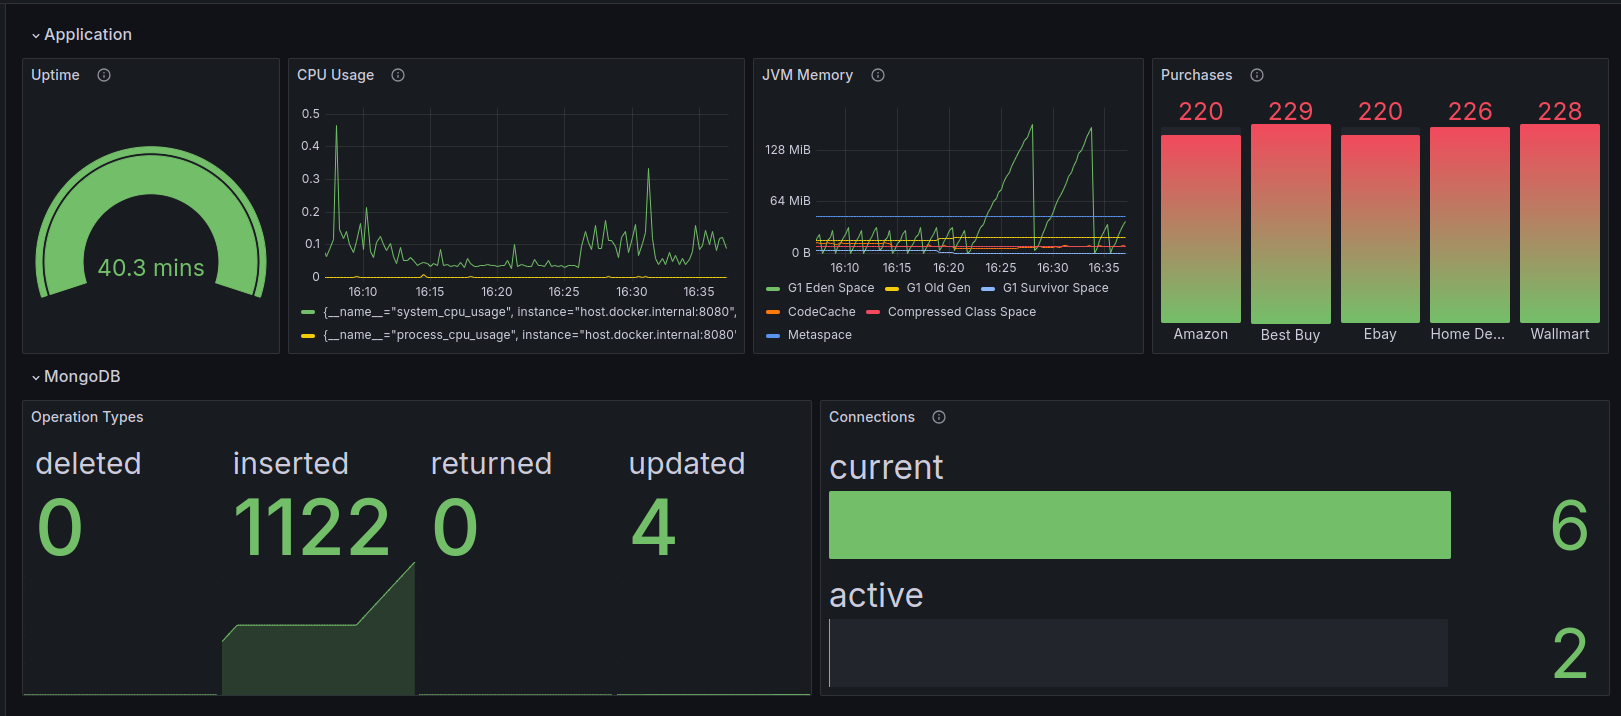 Application
Uptime
40.3 mins
CPU Usage
0.5
0.4
0.3
0.2
0.1
0
16:10 16:15 16:20 16:25 16:30 16:35
{__name__="system_cpu_usage", instance="host.docker.internal:8080",
{__name__="process_cpu_usage", instance="host.docker.internal:8080"
JVM Memory
128 MiB
64 MiB
0 B
16:10 16:15 16:20 16:25 16:30 16:35
G1 Eden Space G1 Old Gen G1 Survivor Space
CodeCache Compressed Class Space
Metaspace
Purchases
220 229 220 226 228
Amazon Best Buy Ebay Home De... Wallmart
MongoDB
Operation Types
deleted inserted returned updated
0 1122 0 4
Connections
current
6
active
2